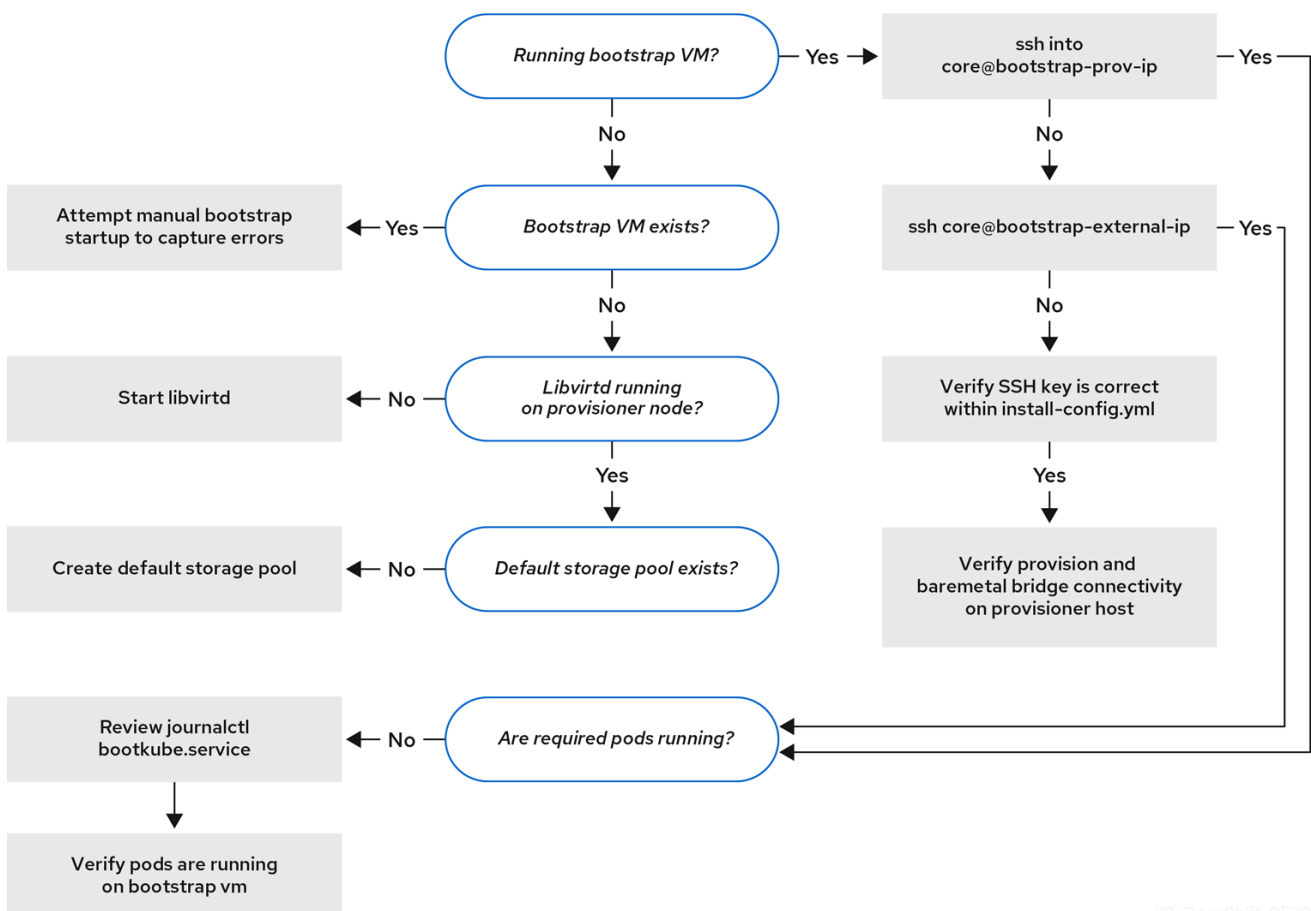 Running bootstrap VM?
Yes
ssh into
core@bootstrap-prov-ip
Yes
No
No
Attempt manual bootstrap
startup to capture errors
Yes
Bootstrap VM exists?
ssh core@bootstrap-external-ip
Yes
No
No
Start libvirtd
No
Libvirtd running
on provisioner node?
Verify SSH key is correct
within install-config.yml
Yes
Yes
Create default storage pool
No
Default storage pool exists?
Verify provision and
baremetal bridge connectivity
on provisioner host
Review journalctl
bootkube.service
No
Are required pods running?
Verify pods are running
on bootstrap vm